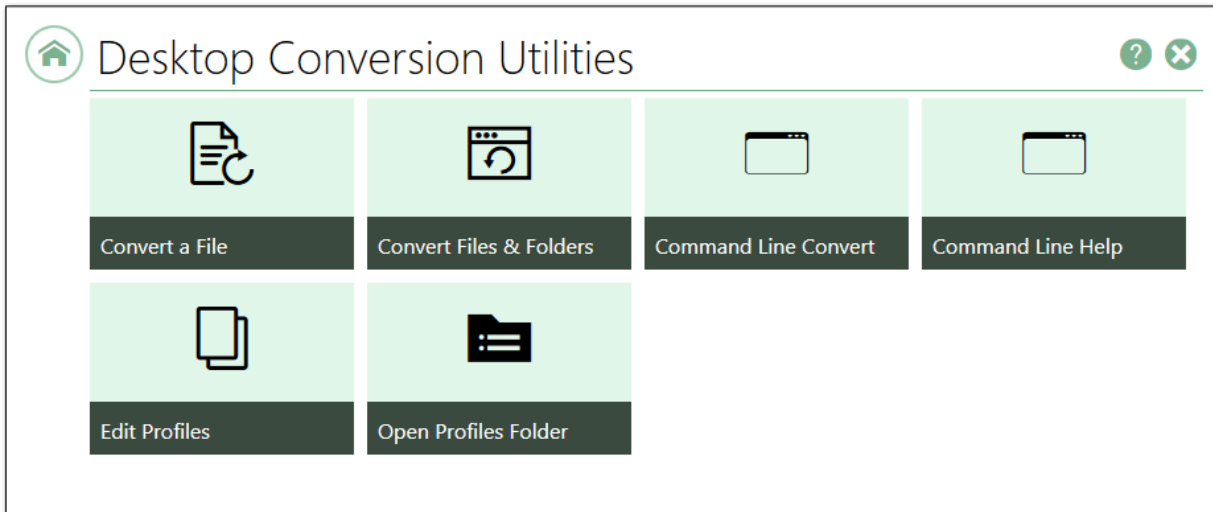 Desktop Conversion Utilities
Convert a File
Convert Files & Folders
Command Line Convert
Command Line Help
Edit Profiles
Open Profiles Folder